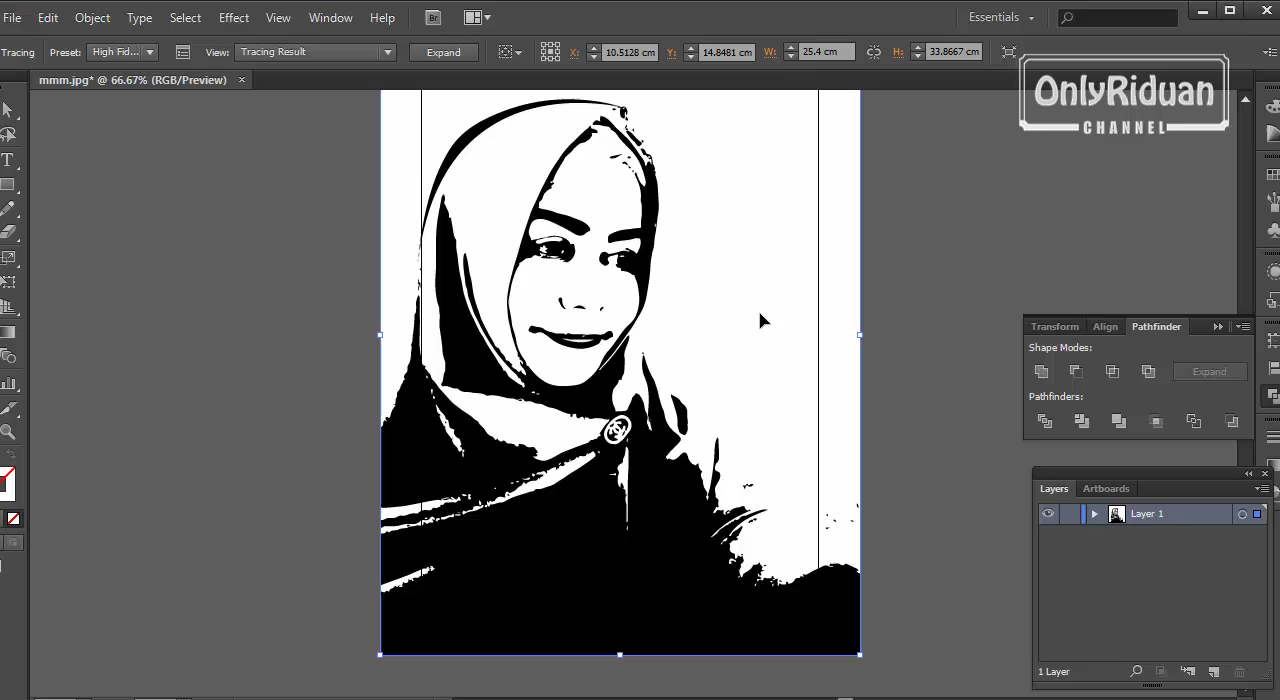 File Edit Object Type Select Effect View Window Help Br Essentials
Tracing Preset: High Fid... View: Tracing Result Expand X: 10.5128 cm Y: 14.8481 cm W: 25.4 cm H: 33.8667 cm
mmm.jpg* @ 66.67% (RGB/Preview) ×
OnlyRiduan
CHANNEL
Transform Align Pathfinder
Shape Modes:
Expand
Pathfinders:
Layers Artboards
Layer 1
1 Layer